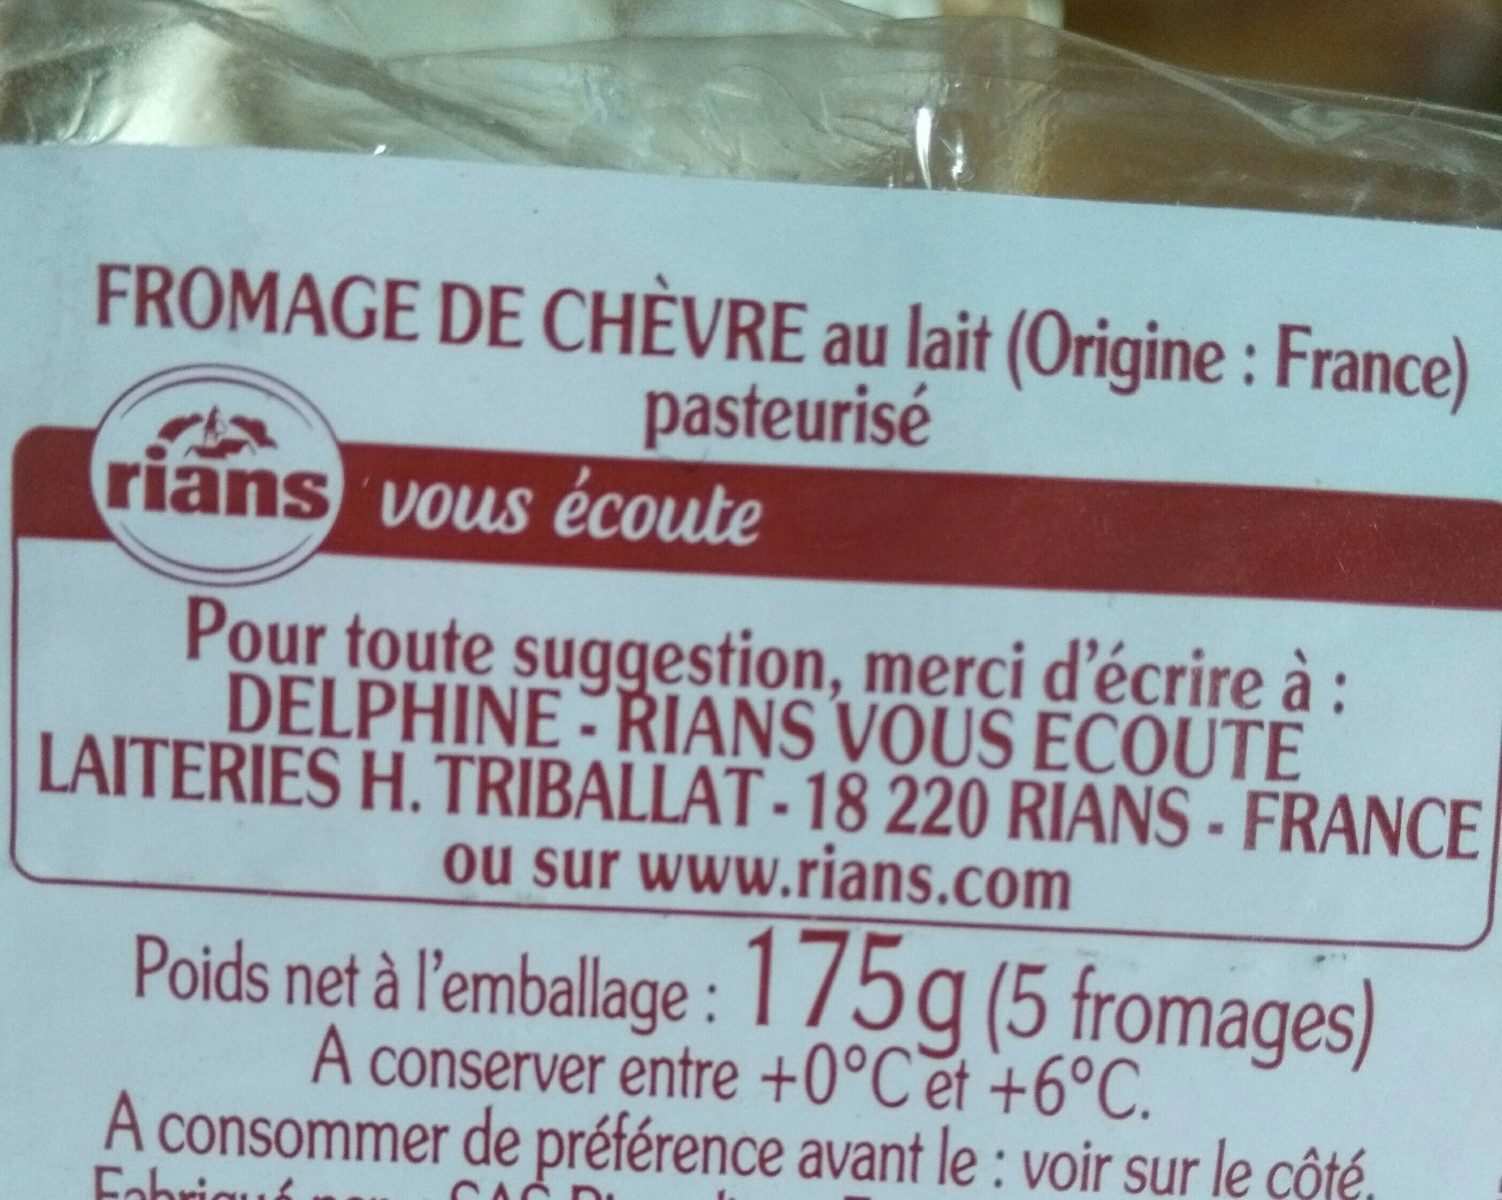 FROMAGE DE CHÈVRE au lait (Origine : France)
pasteurisé
rians vous écoute
Pour toute suggestion, merci d'écrire à :
DELPHINE - RIANS VOUS ECOUTE
LAITERIES H. TRIBALLAT - 18 220 RIANS - FRANCE
ou sur www.rians.com
Poids net à l'emballage : 175g (5 fromages)
A conserver entre +0°C et +6°C.
A consommer de préférence avant le : voir sur le côté.
Fabriqué